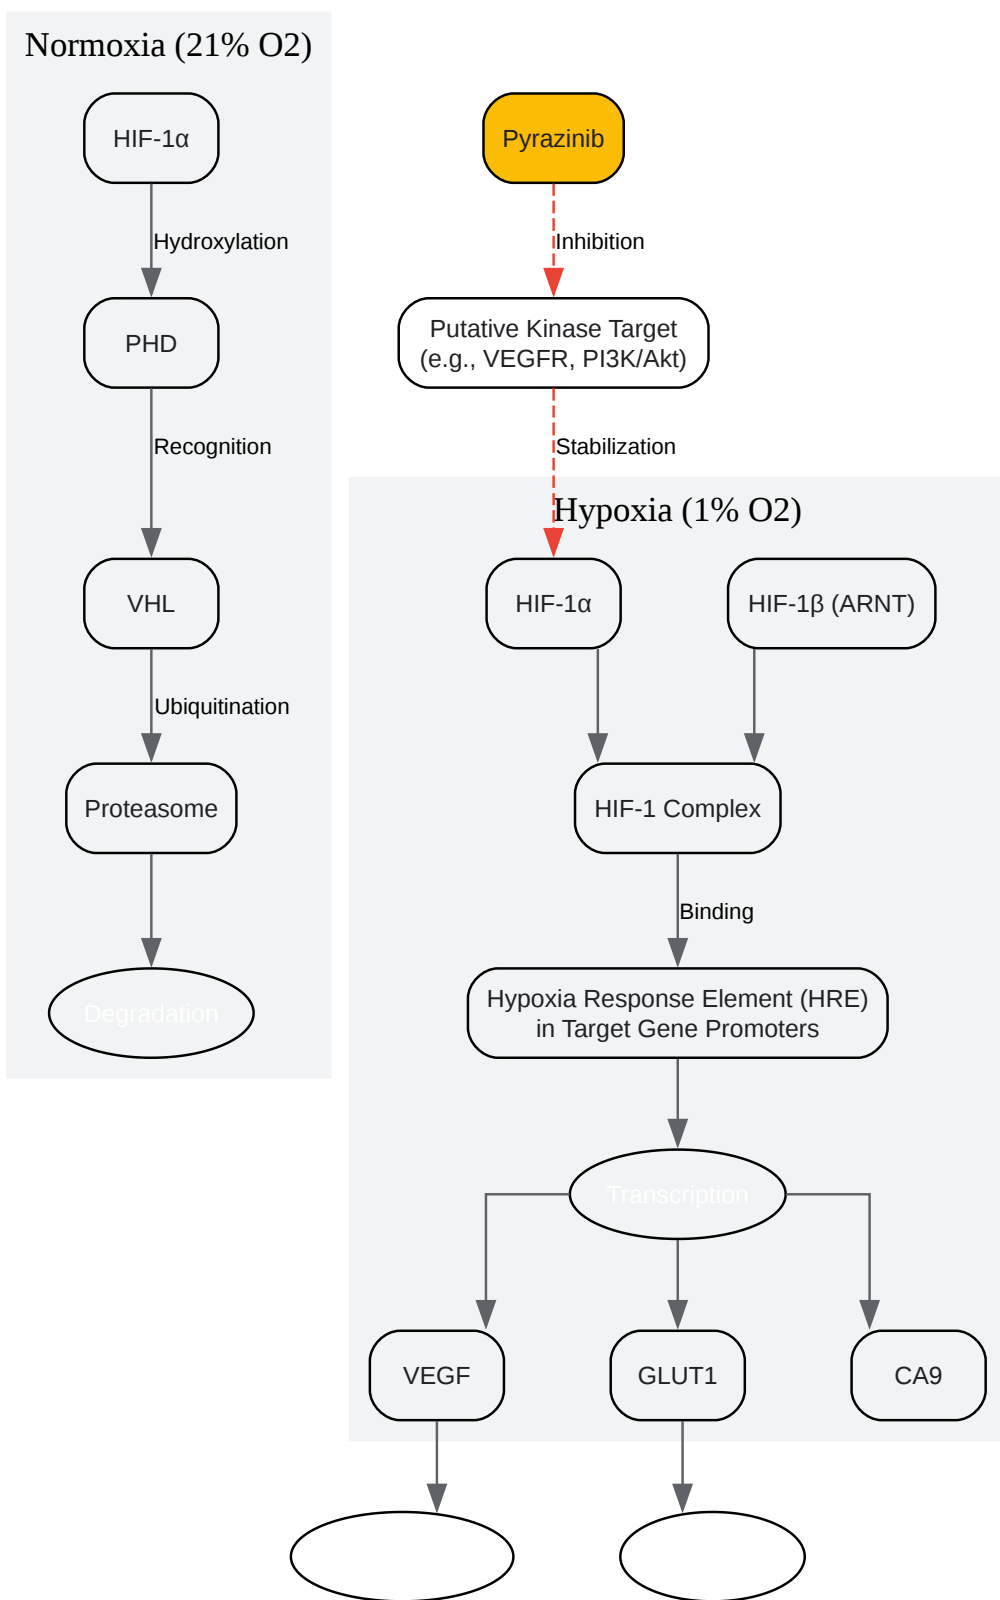 Normoxia (21% O2)
HIF-1α
Hydroxylation
PHD
Recognition
VHL
Ubiquitination
Proteasome
Degradation
Pyrazinib
Inhibition
Putative Kinase Target
(e.g., VEGFR, PI3K/Akt)
Stabilization
Hypoxia (1% O2)
HIF-1α
HIF-1β (ARNT)
HIF-1 Complex
Binding
Hypoxia Response Element (HRE)
in Target Gene Promoters
Transcription
VEGF
GLUT1
CA9